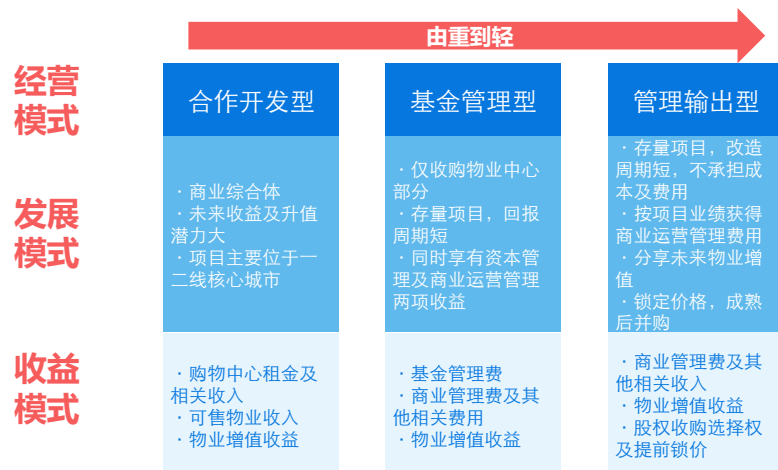 由重到轻
经营
模式
合作开发型
基金管理型
管理输出型
发展
模式
·商业综合体
·未来收益及升值
潜力大
·项目主要位于一
二线核心城市
·仅收购物业中心
部分
·存量项目，回报
周期短
·同时享有资本管
理及商业运营管理
两项收益
·存量项目，改造
周期短，不承担成
本及费用
·按项目业绩获得
商业运营管理费用
·分享未来物业增
值
·锁定价格，成熟
后并购
收益
模式
·购物中心租金及
相关收入
·可售物业收入
·物业增值收益
·基金管理费
·商业管理费及其
他相关费用
·物业增值收益
·商业管理费及其
他相关收入
·物业增值收益
·股权收购选择权
及提前锁价